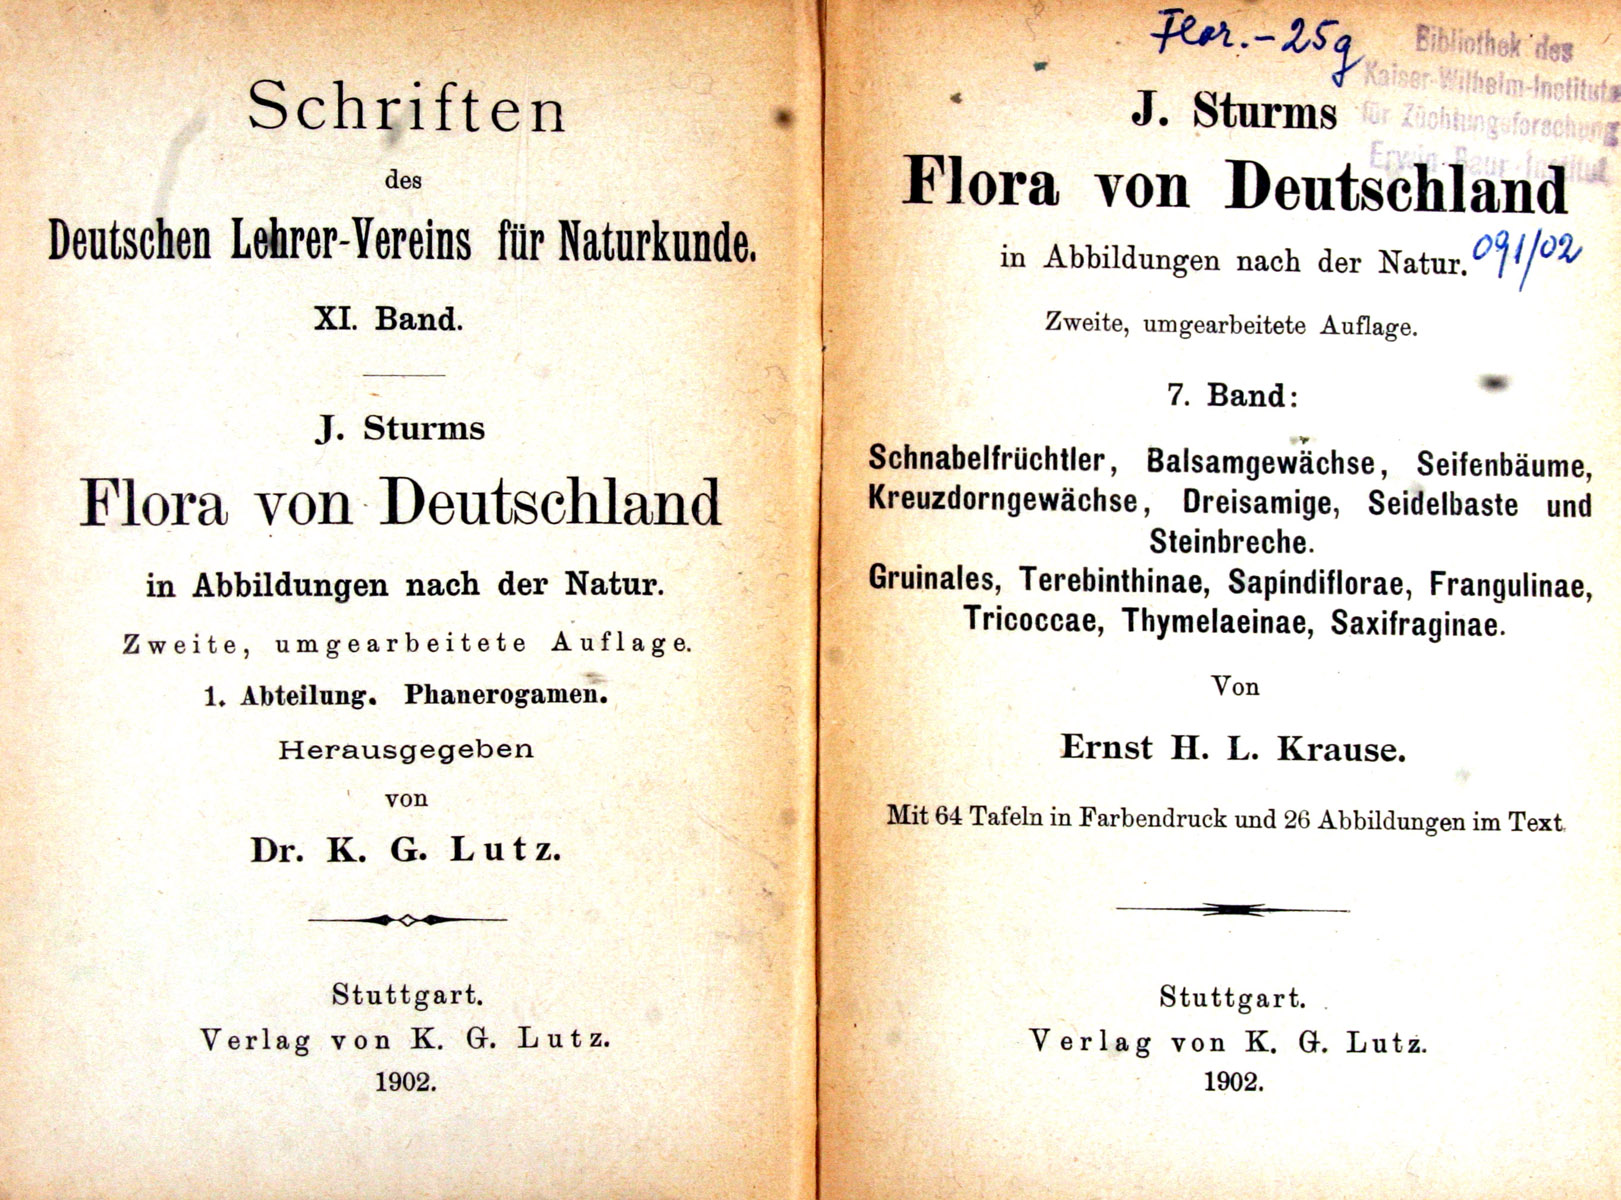 Schriften
des
Deutschen Lehrer-Vereins für Naturkunde.
XI. Band.
J. Sturms
Flora von Deutschland
in Abbildungen nach der Natur.
Zweite, umgearbeitete Auflage.
1. Abteilung. Phanerogamen.
Herausgegeben
von
Dr. K. G. Lutz.
Stuttgart.
Verlag von K. G. Lutz.
1902.
Flor. - 25g
Bibliothek des
Kaiser-Wilhelm-Instituts
für Züchtungsforschung
Erwin-Baur-Institut
J. Sturms
Flora von Deutschland
in Abbildungen nach der Natur.
091/02
Zweite, umgearbeitete Auflage.
7. Band:
Schnabelfrüchtler, Balsamgewächse, Seifenbäume,
Kreuzdorngewächse, Dreisamige, Seidelbaste und
Steinbreche.
Gruinales, Terebinthinae, Sapindiflorae, Frangulinae,
Tricoccae, Thymelaeinae, Saxifraginae.
Von
Ernst H. L. Krause.
Mit 64 Tafeln in Farbendruck und 26 Abbildungen im Text.
Stuttgart.
Verlag von K. G. Lutz.
1902.